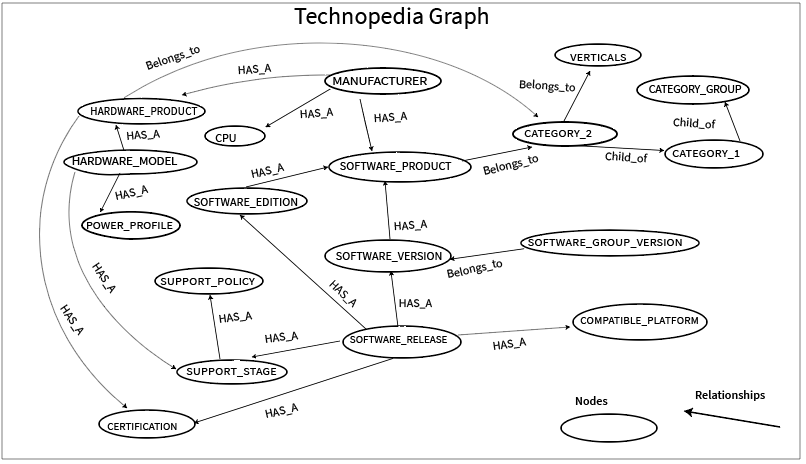 Technopedia Graph
Belongs_to
VERTICALS
HAS_A
MANUFACTURER
Belongs_to
CATEGORY_GROUP
HARDWARE_PRODUCT
HAS_A
HAS_A
Child_of
HAS_A
CPU
CATEGORY_2
HARDWARE_MODEL
SOFTWARE_PRODUCT
Belongs_to
Child_of
CATEGORY_1
HAS_A
HAS_A
SOFTWARE_EDITION
POWER_PROFILE
HAS_A
SOFTWARE_GROUP_VERSION
SOFTWARE_VERSION
Belongs_to
HAS_A
SUPPORT_POLICY
HAS_A
HAS_A
HAS_A
HAS_A
COMPATIBLE_PLATFORM
HAS_A
SOFTWARE_RELEASE
HAS_A
HAS_A
SUPPORT_STAGE
HAS_A
CERTIFICATION
Nodes
Relationships